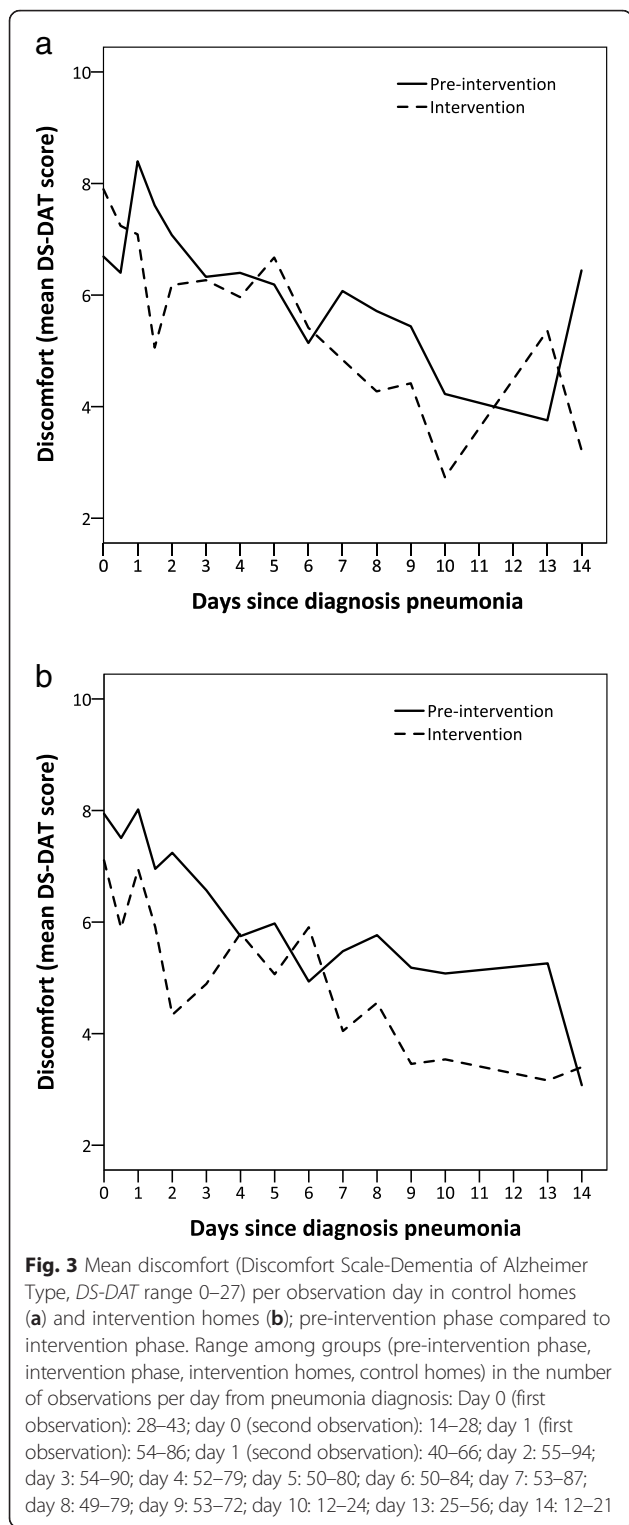 a
10
8
6
4
2
Discomfort (mean DS-DAT score)
Pre-intervention
Intervention
0 1 2 3 4 5 6 7 8 9 10 11 12 13 14
Days since diagnosis pneumonia
b
10
8
6
4
2
Discomfort (mean DS-DAT score)
Pre-intervention
Intervention
0 1 2 3 4 5 6 7 8 9 10 11 12 13 14
Days since diagnosis pneumonia
Fig. 3 Mean discomfort (Discomfort Scale-Dementia of Alzheimer
Type, DS-DAT range 0–27) per observation day in control homes
(a) and intervention homes (b); pre-intervention phase compared to
intervention phase. Range among groups (pre-intervention phase,
intervention phase, intervention homes, control homes) in the number
of observations per day from pneumonia diagnosis: Day 0 (first
observation): 28–43; day 0 (second observation): 14–28; day 1 (first
observation): 54–86; day 1 (second observation): 40–66; day 2: 55–94;
day 3: 54–90; day 4: 52–79; day 5: 50–80; day 6: 50–84; day 7: 53–87;
day 8: 49–79; day 9: 53–72; day 10: 12–24; day 13: 25–56; day 14: 12–21